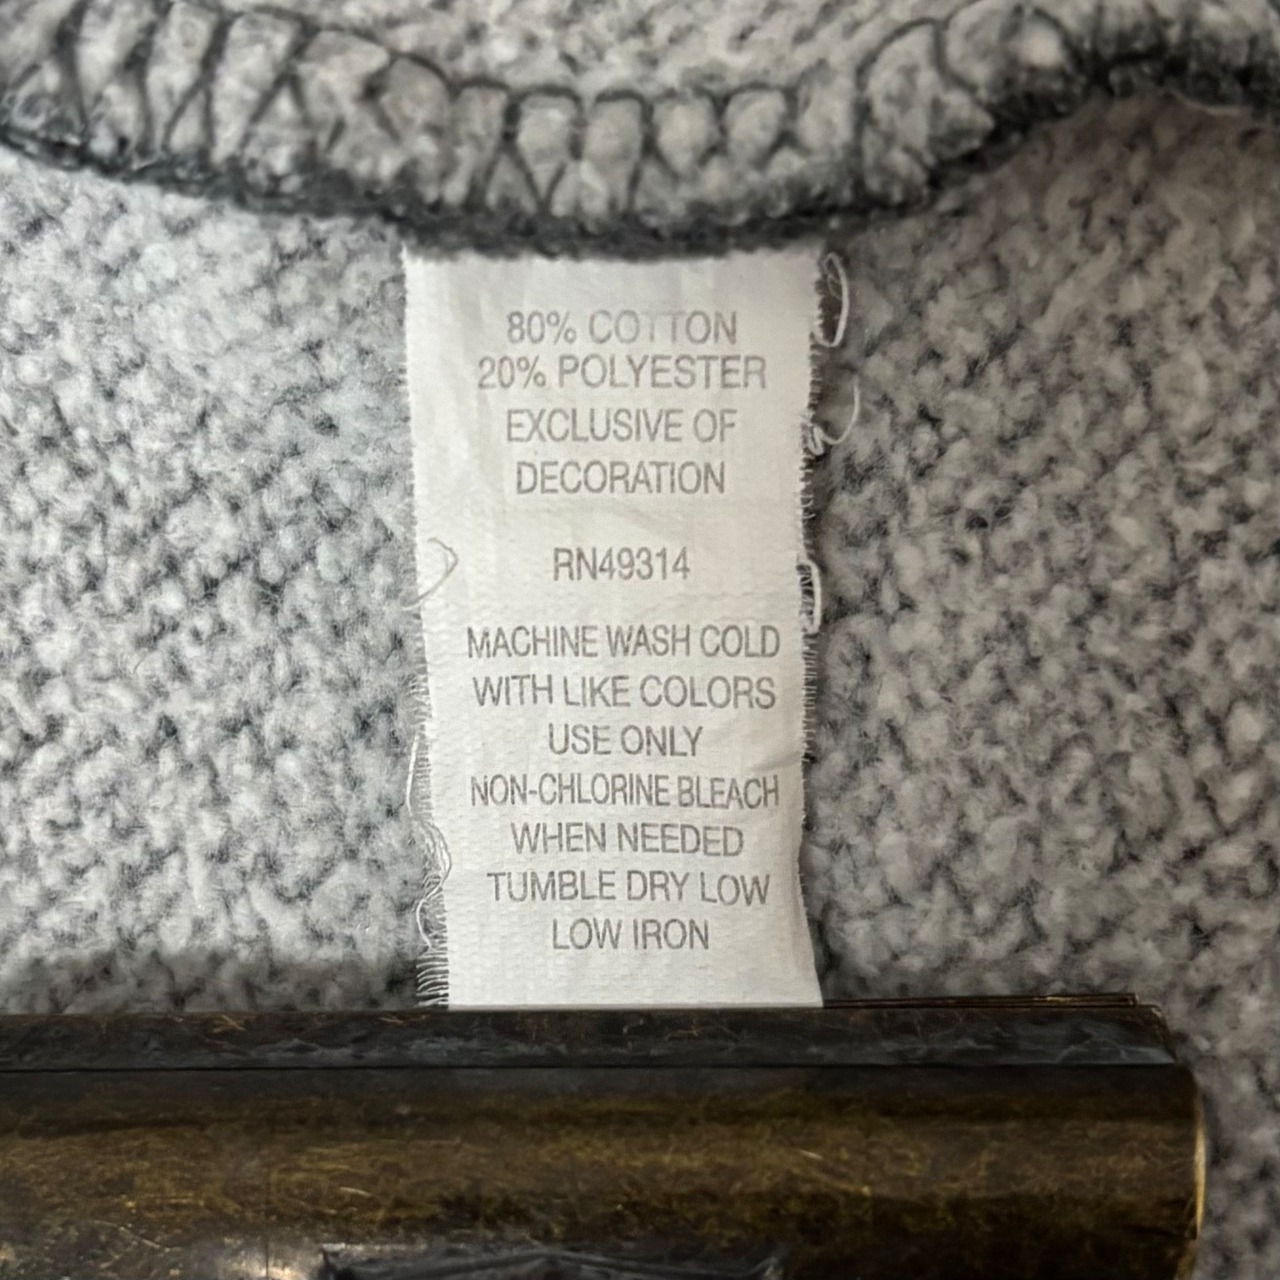 80% COTTON
20% POLYESTER
EXCLUSIVE OF
DECORATION
RN49314
MACHINE WASH COLD
WITH LIKE COLORS
USE ONLY
NON-CHLORINE BLEACH
WHEN NEEDED
TUMBLE DRY LOW
LOW IRON